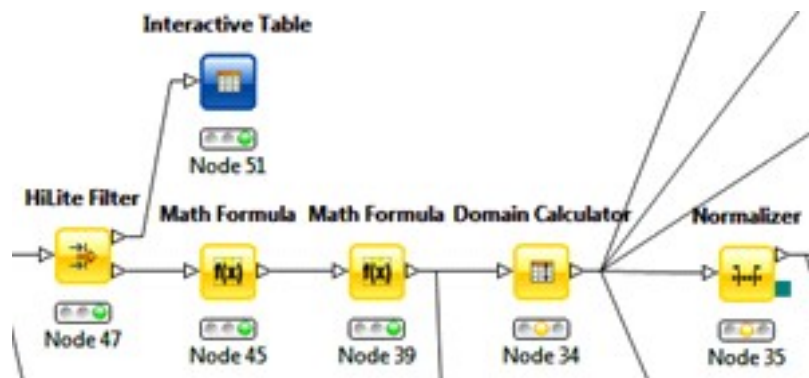 Interactive Table
Node 51
HiLite Filter
Node 47
Math Formula
f(x)
Node 45
Math Formula
f(x)
Node 39
Domain Calculator
Node 34
Normalizer
Node 35